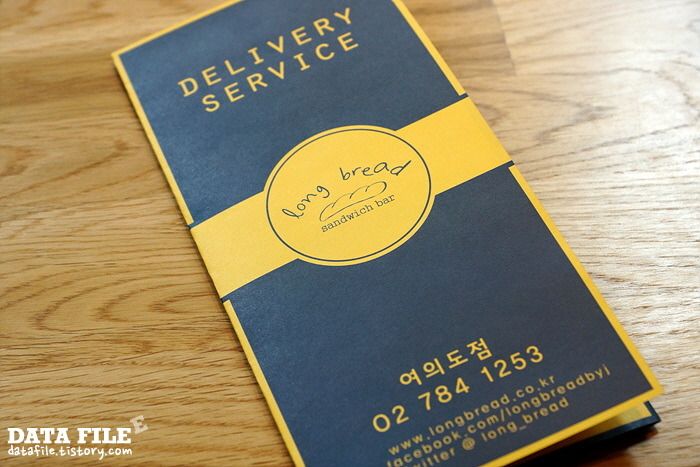 DELIVERY
SERVICE
long bread
sandwich bar
여의도점
02 784 1253
www.longbread.co.kr
facebook.com/longbreadbyj
twitter @ long_bread
DATA FILE
datafile.tistory.com